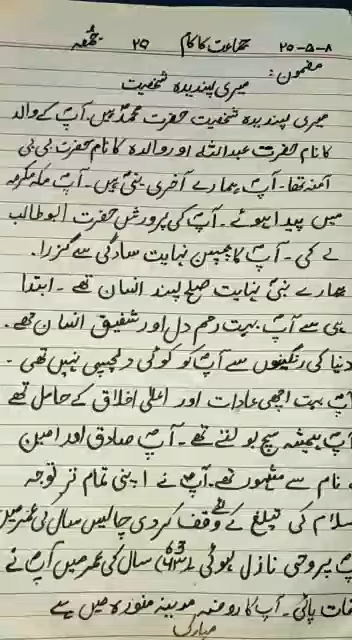 ۲۰-۵-۸ جماعت کا کام ۲۹ جمعہ
مضمون:
میری پسندیدہ شخصیت
میری پسندیدہ شخصیت حضرت محمدؐ ہیں۔ آپؐ کے والد
کا نام حضرت عبداللہ اور والدہ کا نام حضرت بی بی
آمنہ تھا۔ آپؐ ہمارے آخری نبی ہیں۔ آپؐ مکہ مکرمہ
میں پیدا ہوئے۔ آپؐ کی پرورش حضرت ابو طالب
نے کی۔ آپؐ کا بچپن نہایت سادگی سے گزرا۔
ہمارے نبیؐ نہایت صلح پسند انسان تھے۔ ابتدا
ہی سے آپؐ بہت رحم دل اور شفیق انسان تھے۔
دنیا کی رنگینوں سے آپؐ کو کوئی دلچسپی نہیں تھی۔
آپؐ بہت اچھی عادات اور اعلی اخلاق کے حامل تھے
آپؐ ہمیشہ سچ بولتے تھے۔ آپؐ صادق اور امین
کے نام سے مشہور تھے۔ آپؐ نے اپنی تمام تر توجہ
اسلام کی تبلیغ کے لئے وقف کر دی چالیس سال کی عمر میں
آپؐ پر وحی نازل ہوئی 63 سال کی عمر میں آپؐ نے
وفات پائی۔ آپؐ کا روضہ مدینہ منورہ میں ہے
مبارک